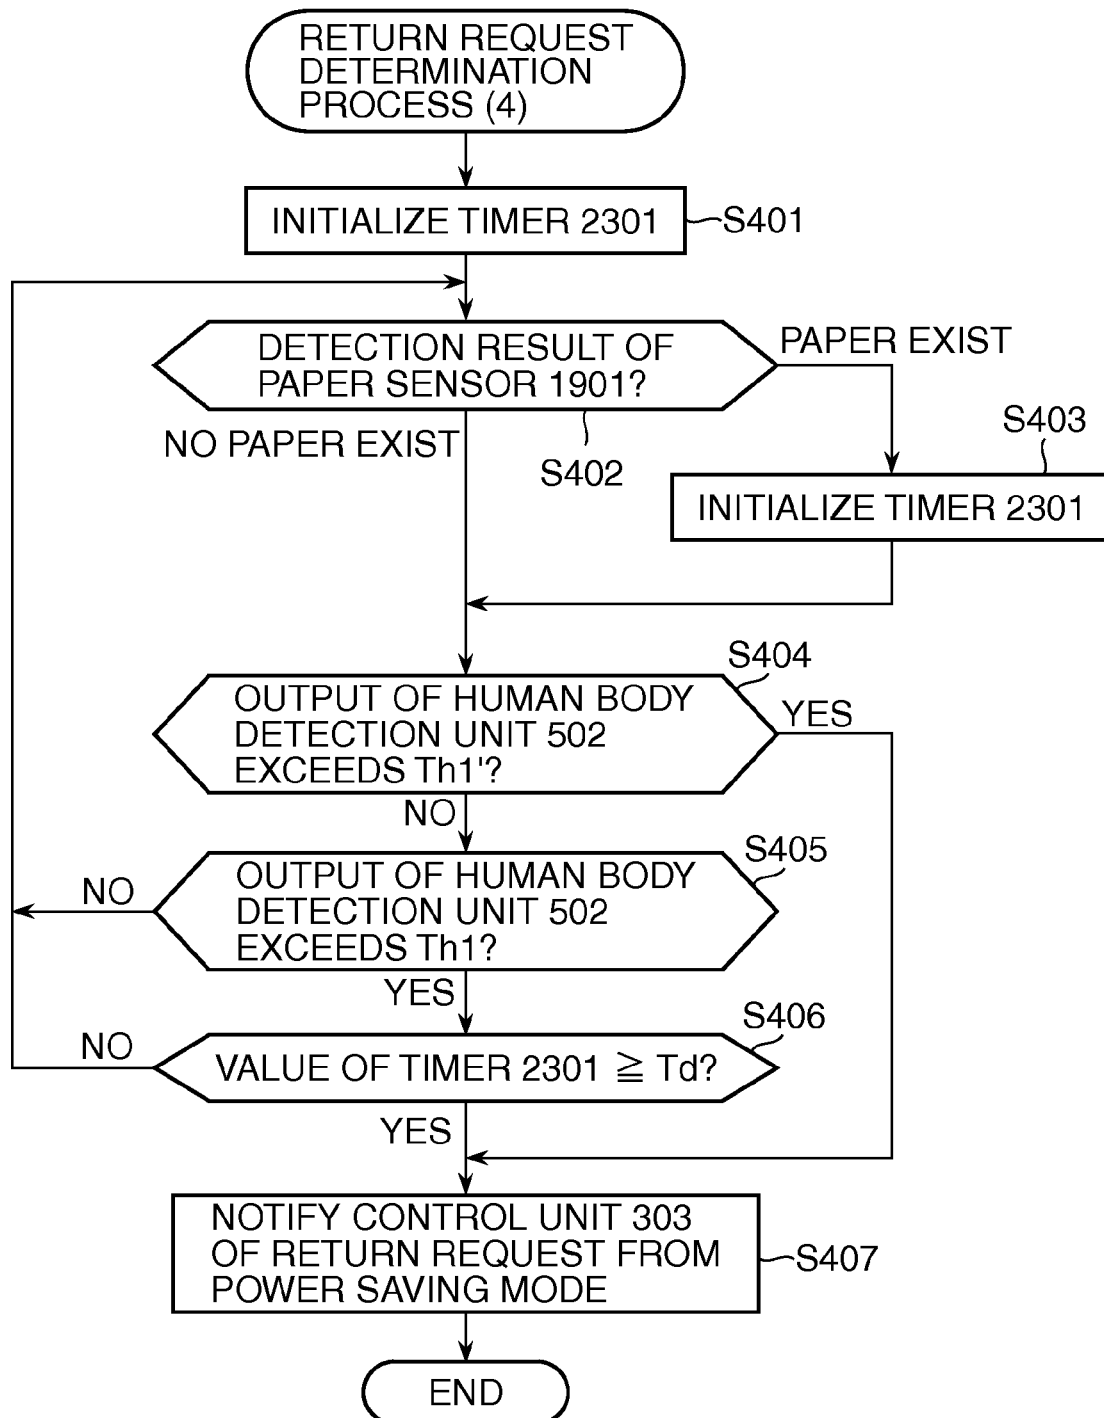 RETURN REQUEST
DETERMINATION
PROCESS (4)
INITIALIZE TIMER 2301
S401
DETECTION RESULT OF
PAPER SENSOR 1901?
PAPER EXIST
NO PAPER EXIST
S402
S403
INITIALIZE TIMER 2301
S404
OUTPUT OF HUMAN BODY
DETECTION UNIT 502
EXCEEDS Th1'?
YES
NO
S405
OUTPUT OF HUMAN BODY
DETECTION UNIT 502
EXCEEDS Th1?
NO
YES
S406
VALUE OF TIMER 2301 ≧ Td?
NO
YES
NOTIFY CONTROL UNIT 303
OF RETURN REQUEST FROM
POWER SAVING MODE
S407
END